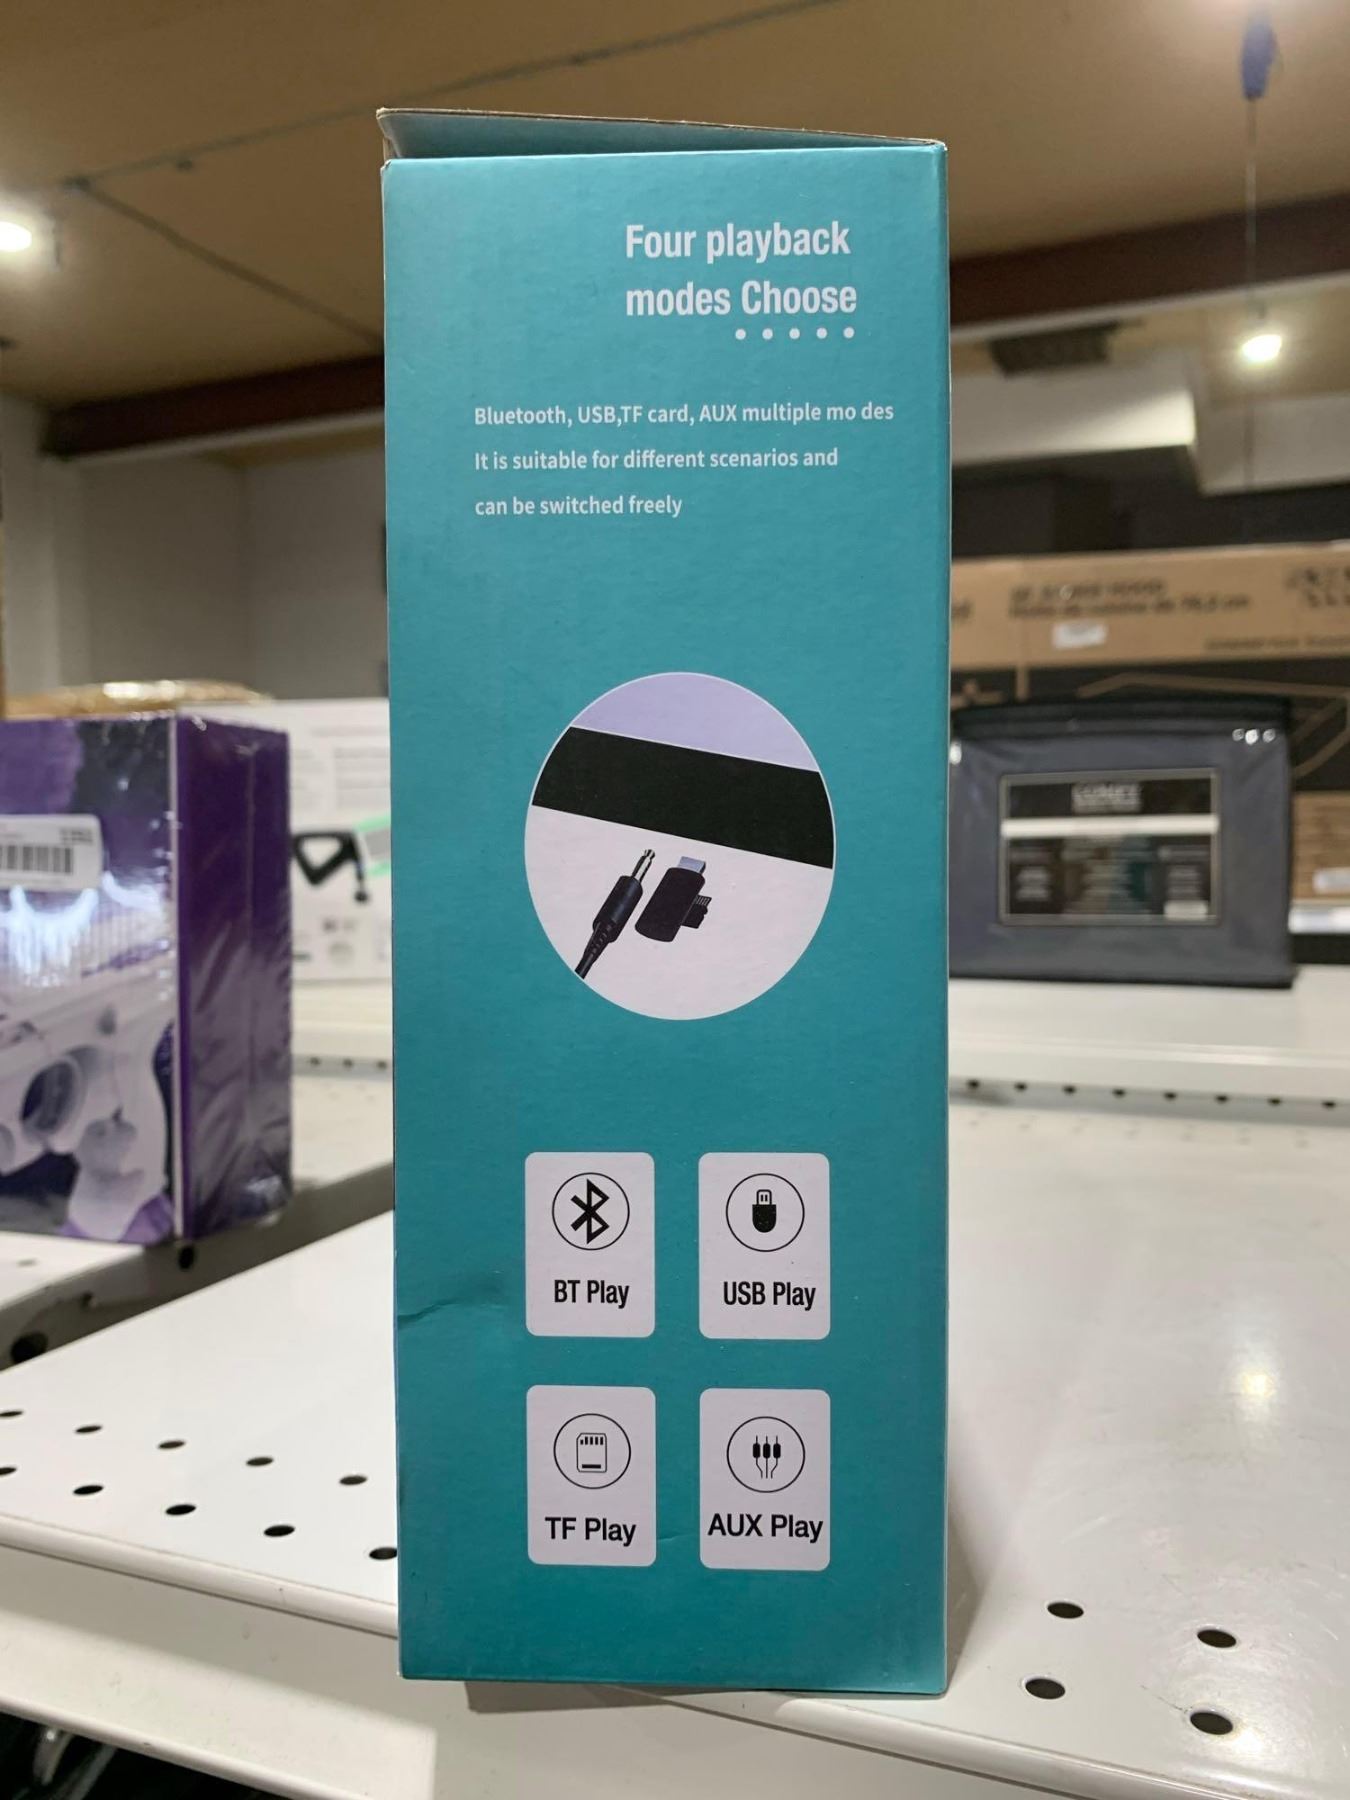 Four playback
modes Choose
Bluetooth, USB,TF card, AUX multiple mo des
It is suitable for different scenarios and
can be switched freely
BT Play
USB Play
TF Play
AUX Play